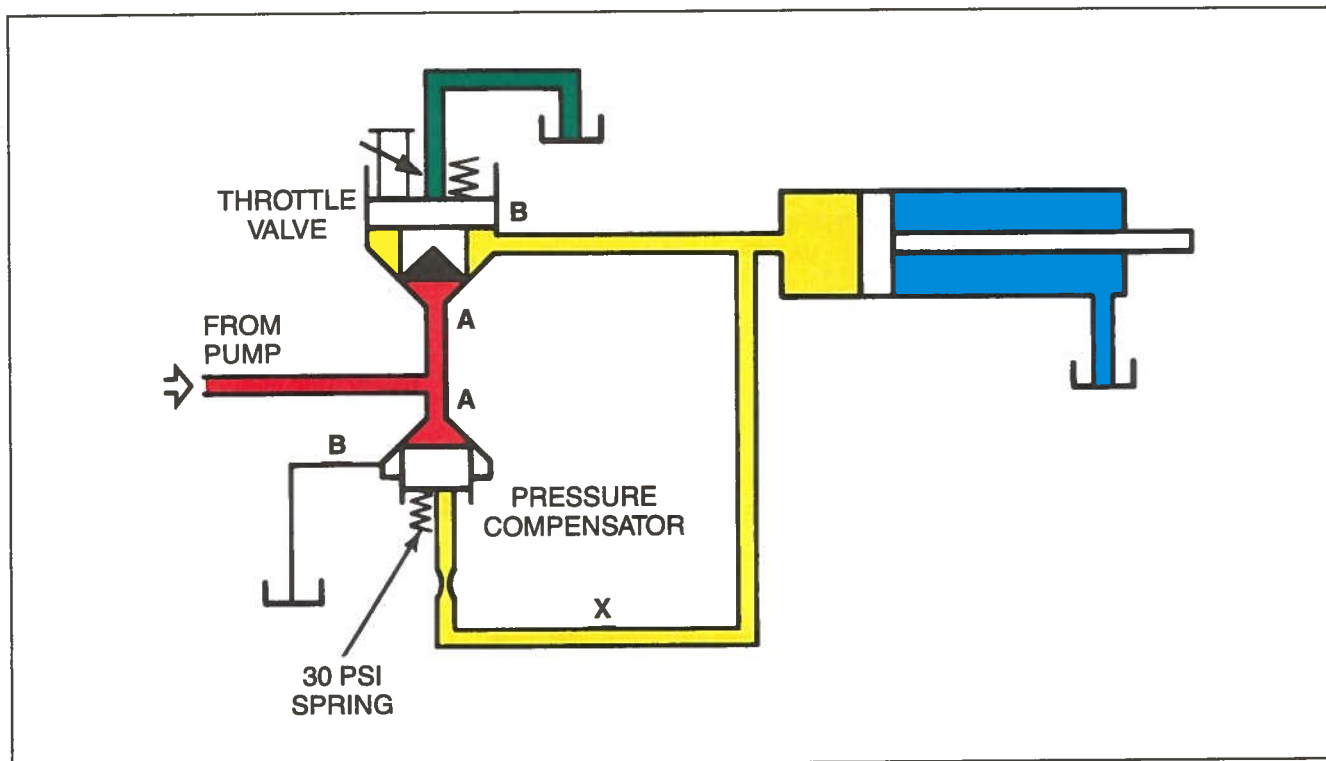 THROTTLE
VALVE
B
A
FROM
PUMP
A
B
PRESSURE
COMPENSATOR
X
30 PSI
SPRING